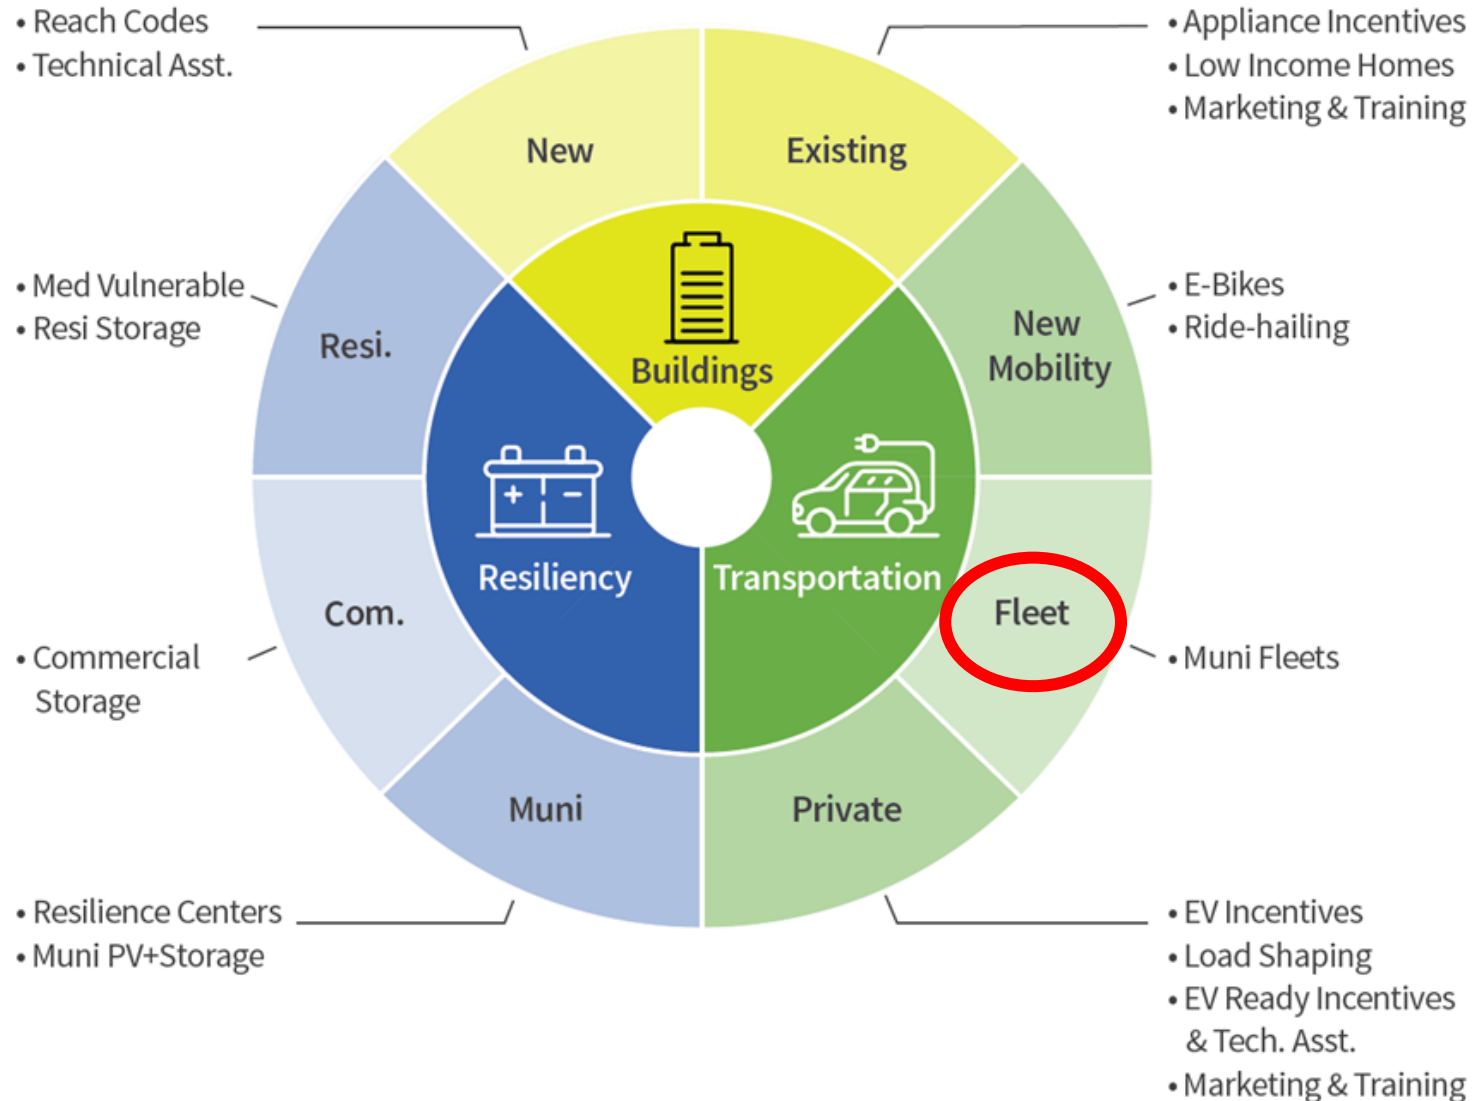 • Reach Codes
• Technical Asst.
• Appliance Incentives
• Low Income Homes
• Marketing & Training
New
Existing
• Med Vulnerable
• Resi Storage
Resi.
Buildings
New
Mobility
• E-Bikes
• Ride-hailing
+ -
Resiliency
Transportation
Com.
Fleet
• Commercial
Storage
• Muni Fleets
Muni
Private
• Resilience Centers
• Muni PV+Storage
• EV Incentives
• Load Shaping
• EV Ready Incentives
& Tech. Asst.
• Marketing & Training